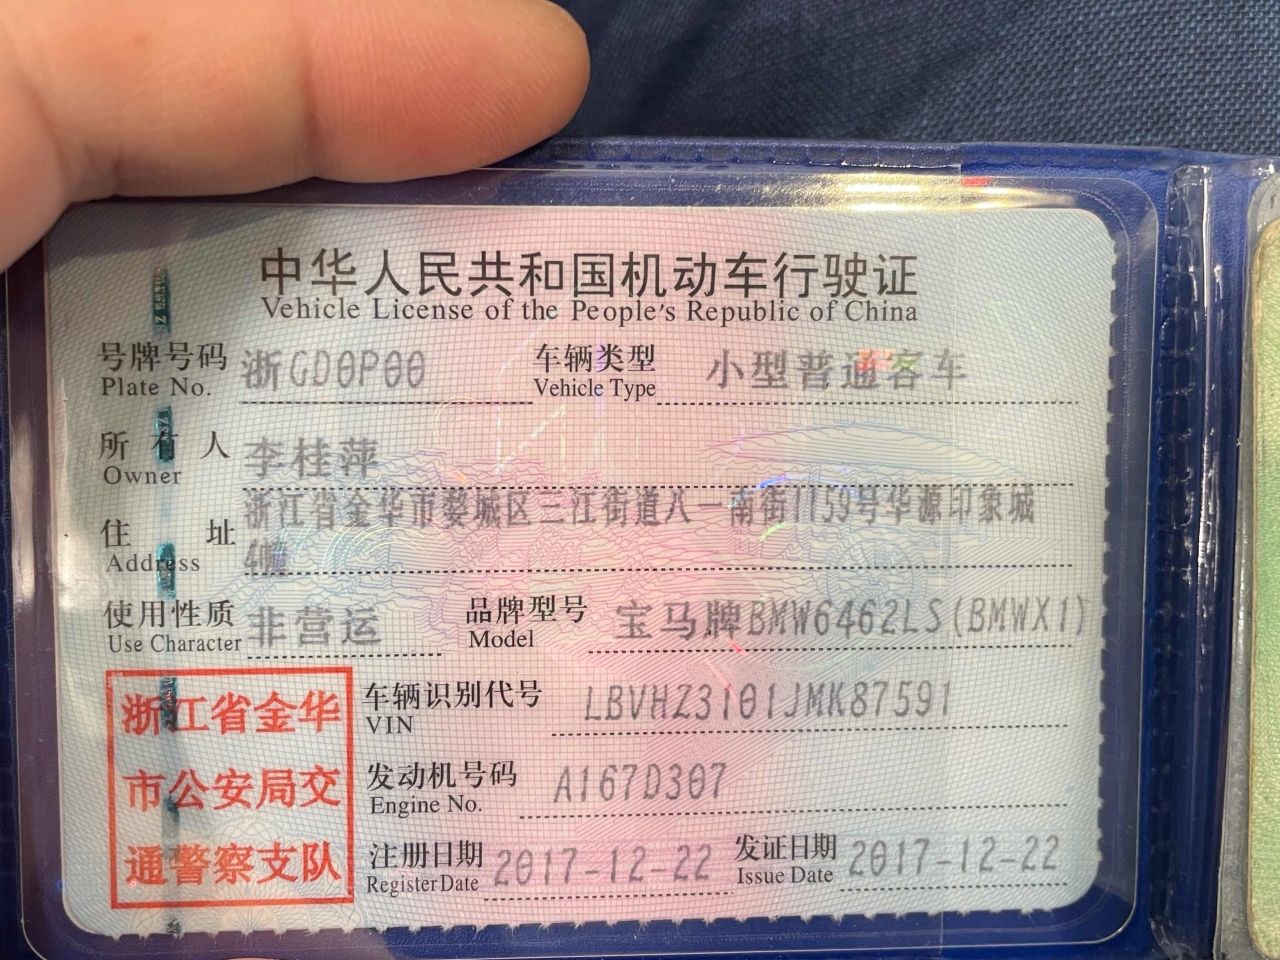 中华人民共和国机动车行驶证
Vehicle License of the People's Republic of China
号牌号码 浙GD0P00 车辆类型 小型普通客车
Plate No. Vehicle Type
所有人 李桂萍
Owner
住址 浙江省金华市婺城区三江街道八一南街1159号华源印象城
Address 4幢
使用性质 非营运 品牌型号 宝马牌BMW6462LS(BMWX1)
Use Character Model
浙江省金华
市公安局交
通警察支队
车辆识别代号 LBVHZ3101JMK87591
VIN
发动机号码 A167D307
Engine No.
注册日期 2017-12-22 发证日期 2017-12-22
Register Date Issue Date